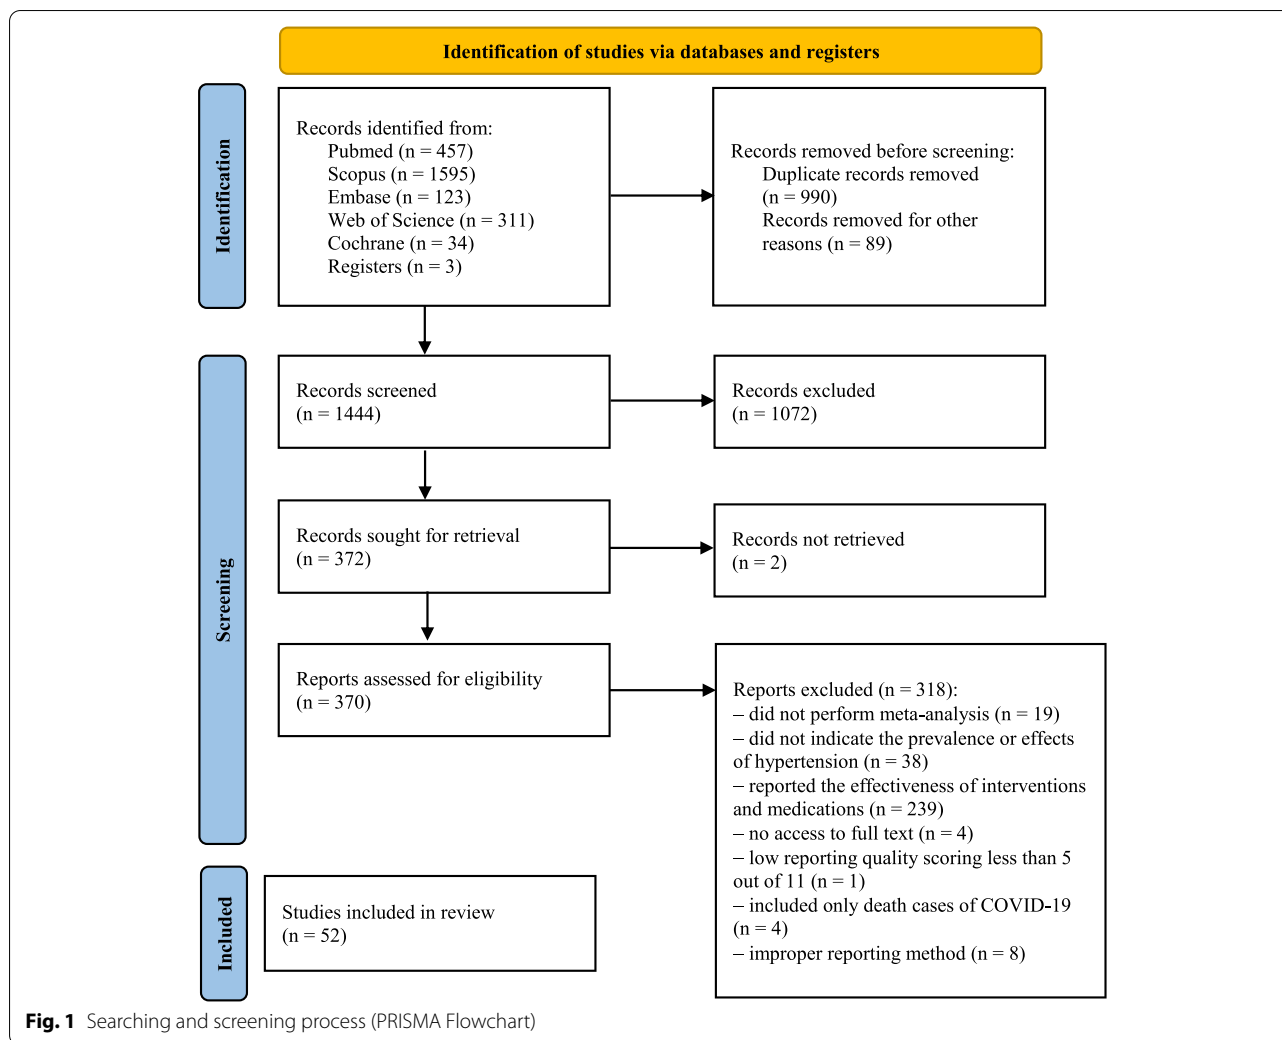 Identification of studies via databases and registers
Identification
Records identified from:
Pubmed (n = 457)
Scopus (n = 1595)
Embase (n = 123)
Web of Science (n = 311)
Cochrane (n = 34)
Registers (n = 3)
Records removed before screening:
Duplicate records removed
(n = 990)
Records removed for other
reasons (n = 89)
Screening
Records screened
(n = 1444)
Records excluded
(n = 1072)
Records sought for retrieval
(n = 372)
Records not retrieved
(n = 2)
Reports assessed for eligibility
(n = 370)
Reports excluded (n = 318):
– did not perform meta-analysis (n = 19)
– did not indicate the prevalence or effects
of hypertension (n = 38)
– reported the effectiveness of interventions
and medications (n = 239)
– no access to full text (n = 4)
– low reporting quality scoring less than 5
out of 11 (n = 1)
– included only death cases of COVID-19
(n = 4)
– improper reporting method (n = 8)
Included
Studies included in review
(n = 52)
Fig. 1 Searching and screening process (PRISMA Flowchart)